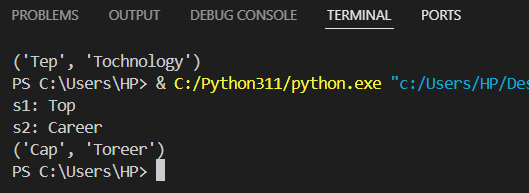 PROBLEMS OUTPUT DEBUG CONSOLE TERMINAL PORTS
('Tep', 'Tochnology')
PS C:\Users\HP> & C:/Python311/python.exe "c:/Users/HP/Des
s1: Top
s2: Career
('Cap', 'Toreer')
PS C:\Users\HP>